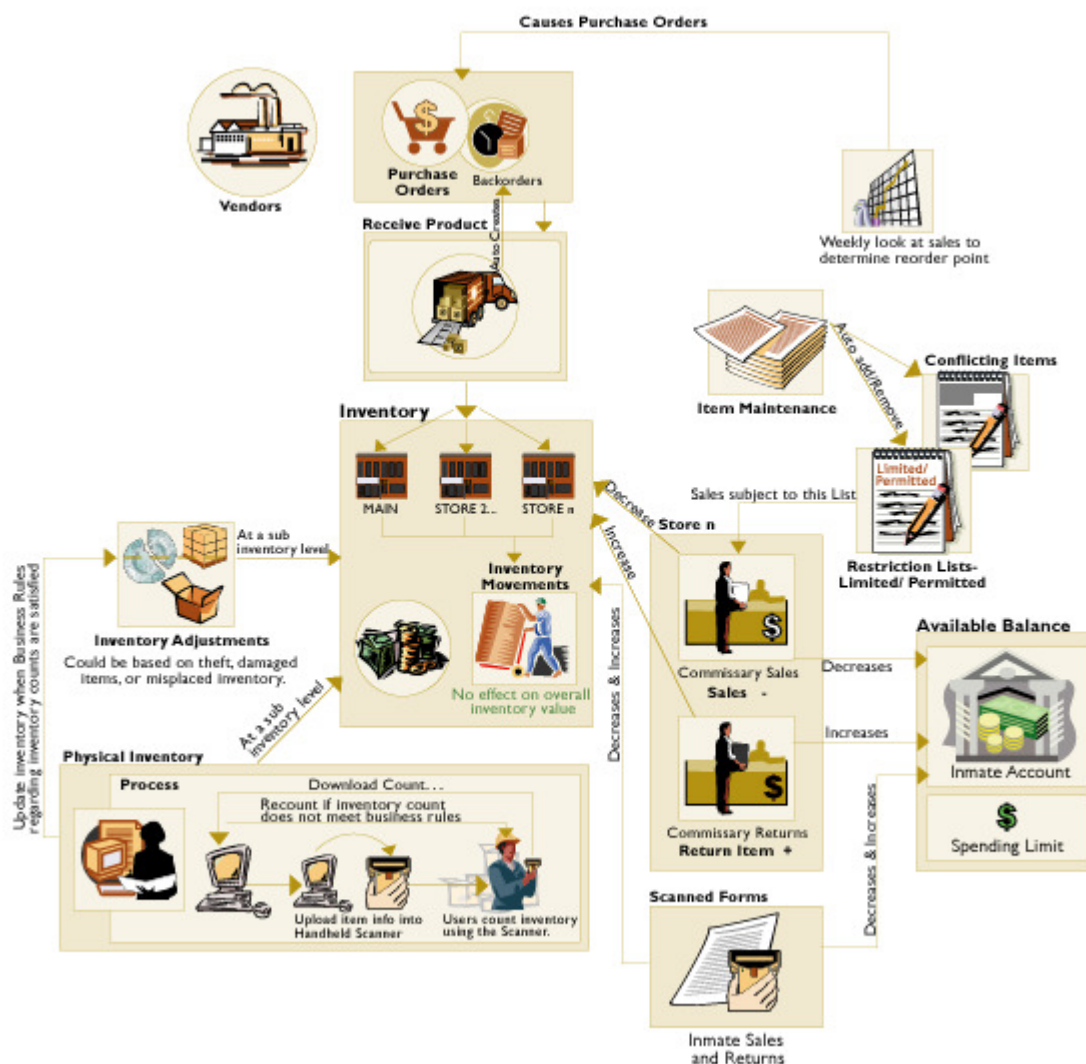 Causes Purchase Orders
Vendors
Purchase
Orders
Backorders
Auto Creates
Receive Product
Weekly look at sales to
determine reorder point
Item Maintenance
Auto add/Remove
Conflicting Items
Limited/
Permitted
Restriction Lists-
Limited/ Permitted
Sales subject to this List
Inventory
MAIN
STORE 2...
STORE n
Inventory
Movements
No effect on overall
inventory value
Decrease
Increase
Store n
Commissary Sales
Sales -
Commissary Returns
Return Item +
Decreases
Increases
Available Balance
Inmate Account
$
Spending Limit
Decreases & Increases
Decreases & Increases
Scanned Forms
Inmate Sales
and Returns
At a sub
inventory level
Inventory Adjustments
Could be based on theft, damaged
items, or misplaced inventory.
At a sub
inventory level
Update inventory when Business Rules
regarding inventory counts are satisfied
Physical Inventory
Process
Download Count...
Recount if inventory count
does not meet business rules
Upload item info into
Handheld Scanner
Users count inventory
using the Scanner.